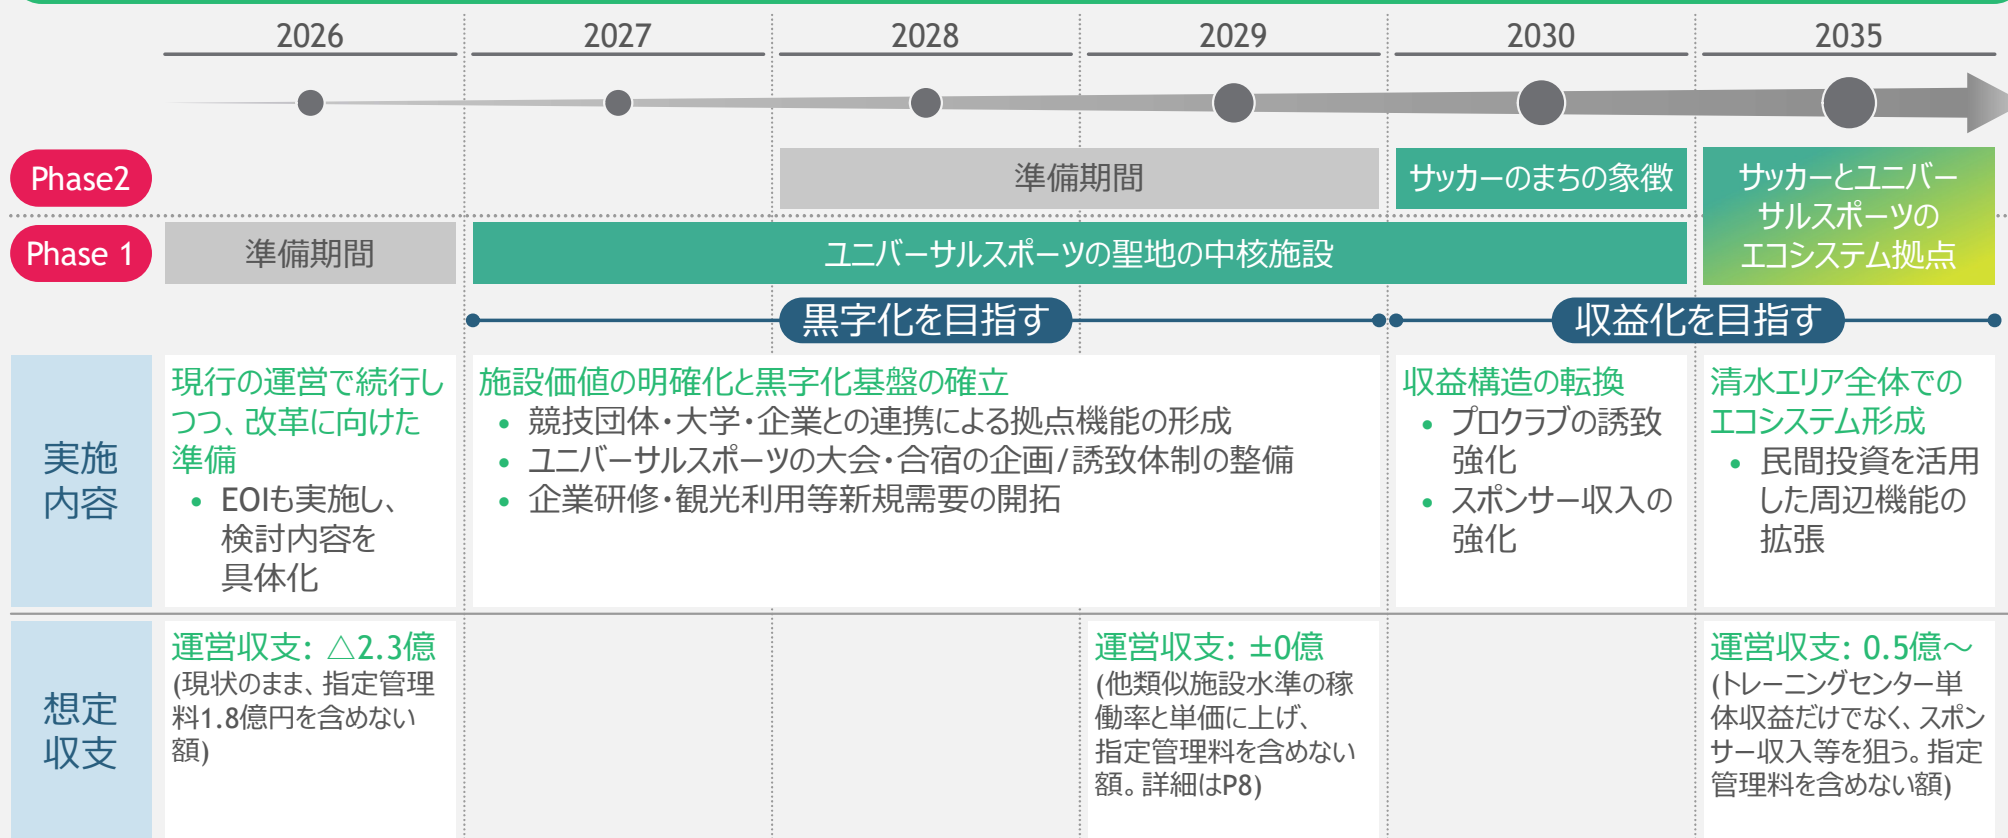 2026
2027
2028
2029
2030
2035
Phase2
準備期間
サッカーのまちの象徴
サッカーとユニバー
サルスポーツの
エコシステム拠点
Phase 1
準備期間
ユニバーサルスポーツの聖地の中核施設
黒字化を目指す
収益化を目指す
実施
内容
現行の運営で続行し
つつ、改革に向けた
準備
• EOIも実施し、
検討内容を
具体化
施設価値の明確化と黒字化基盤の確立
• 競技団体・大学・企業との連携による拠点機能の形成
• ユニバーサルスポーツの大会・合宿の企画/誘致体制の整備
• 企業研修・観光利用等新規需要の開拓
収益構造の転換
• プロクラブの誘致
強化
• スポンサー収入の
強化
清水エリア全体での
エコシステム形成
• 民間投資を活用
した周辺機能の
拡張
想定
収支
運営収支: △2.3億
(現状のまま、指定管理
料1.8億円を含めない
額)
運営収支: ±0億
(他類似施設水準の稼
働率と単価に上げ、
指定管理料を含めない
額。詳細はP8)
運営収支: 0.5億～
(トレーニングセンター単
体収益だけでなく、スポン
サー収入等を狙う。指定
管理料を含めない額)